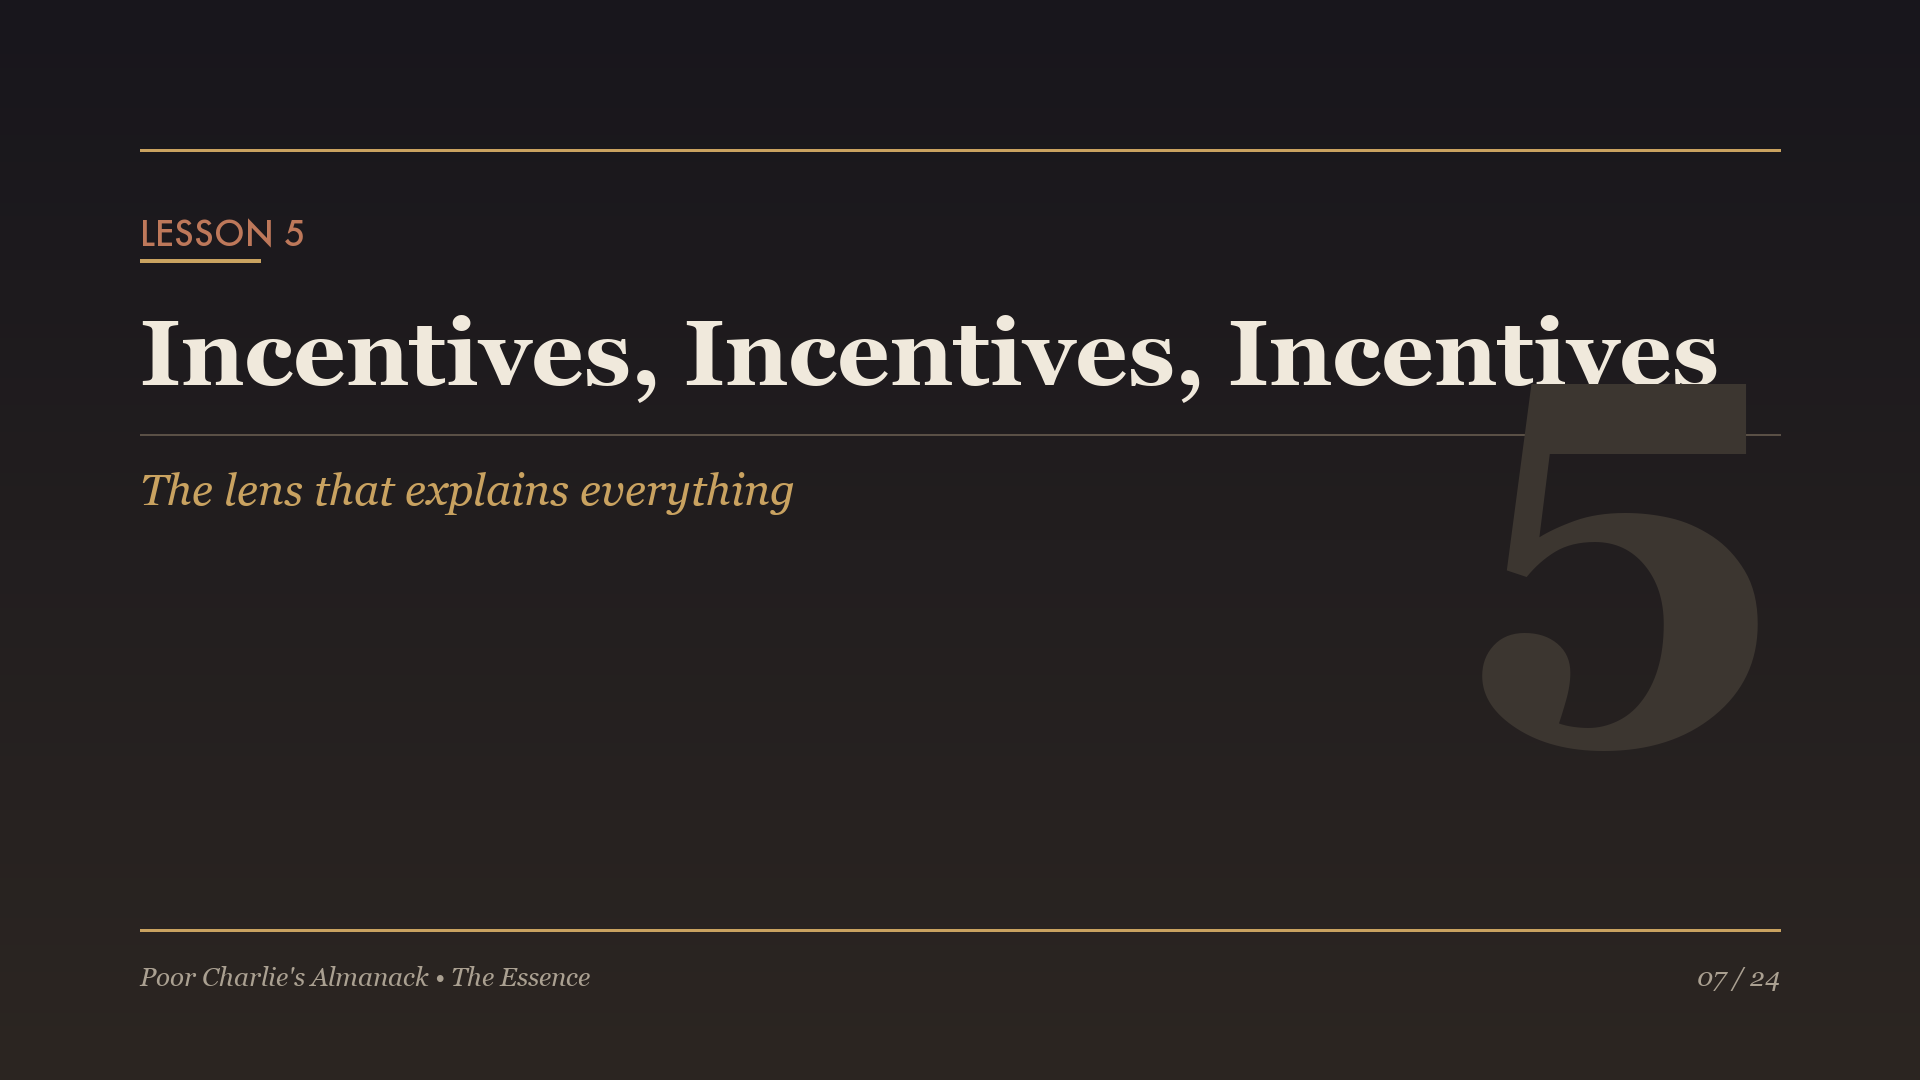 LESSON 5
Incentives, Incentives, Incentives
The lens that explains everything
5
Poor Charlie's Almanack • The Essence
07 / 24